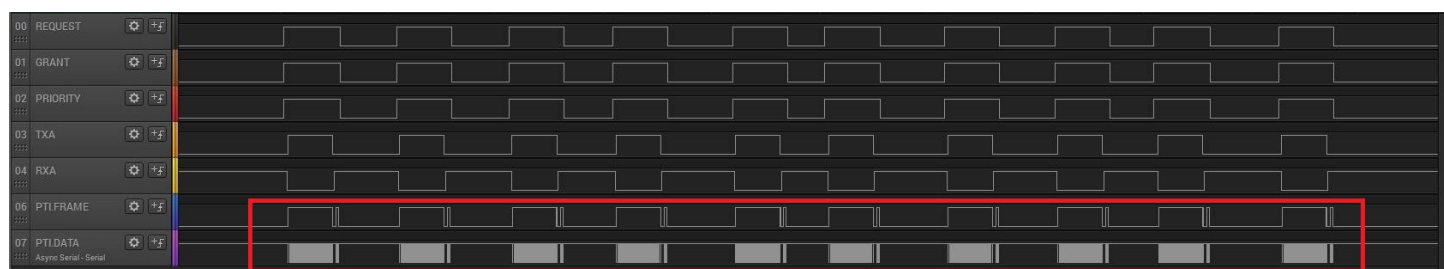 00 REQUEST
01 GRANT
02 PRIORITY
03 TXA
04 RXA
06 PTI.FRAME
07 PTI.DATA
Async Serial - Serial